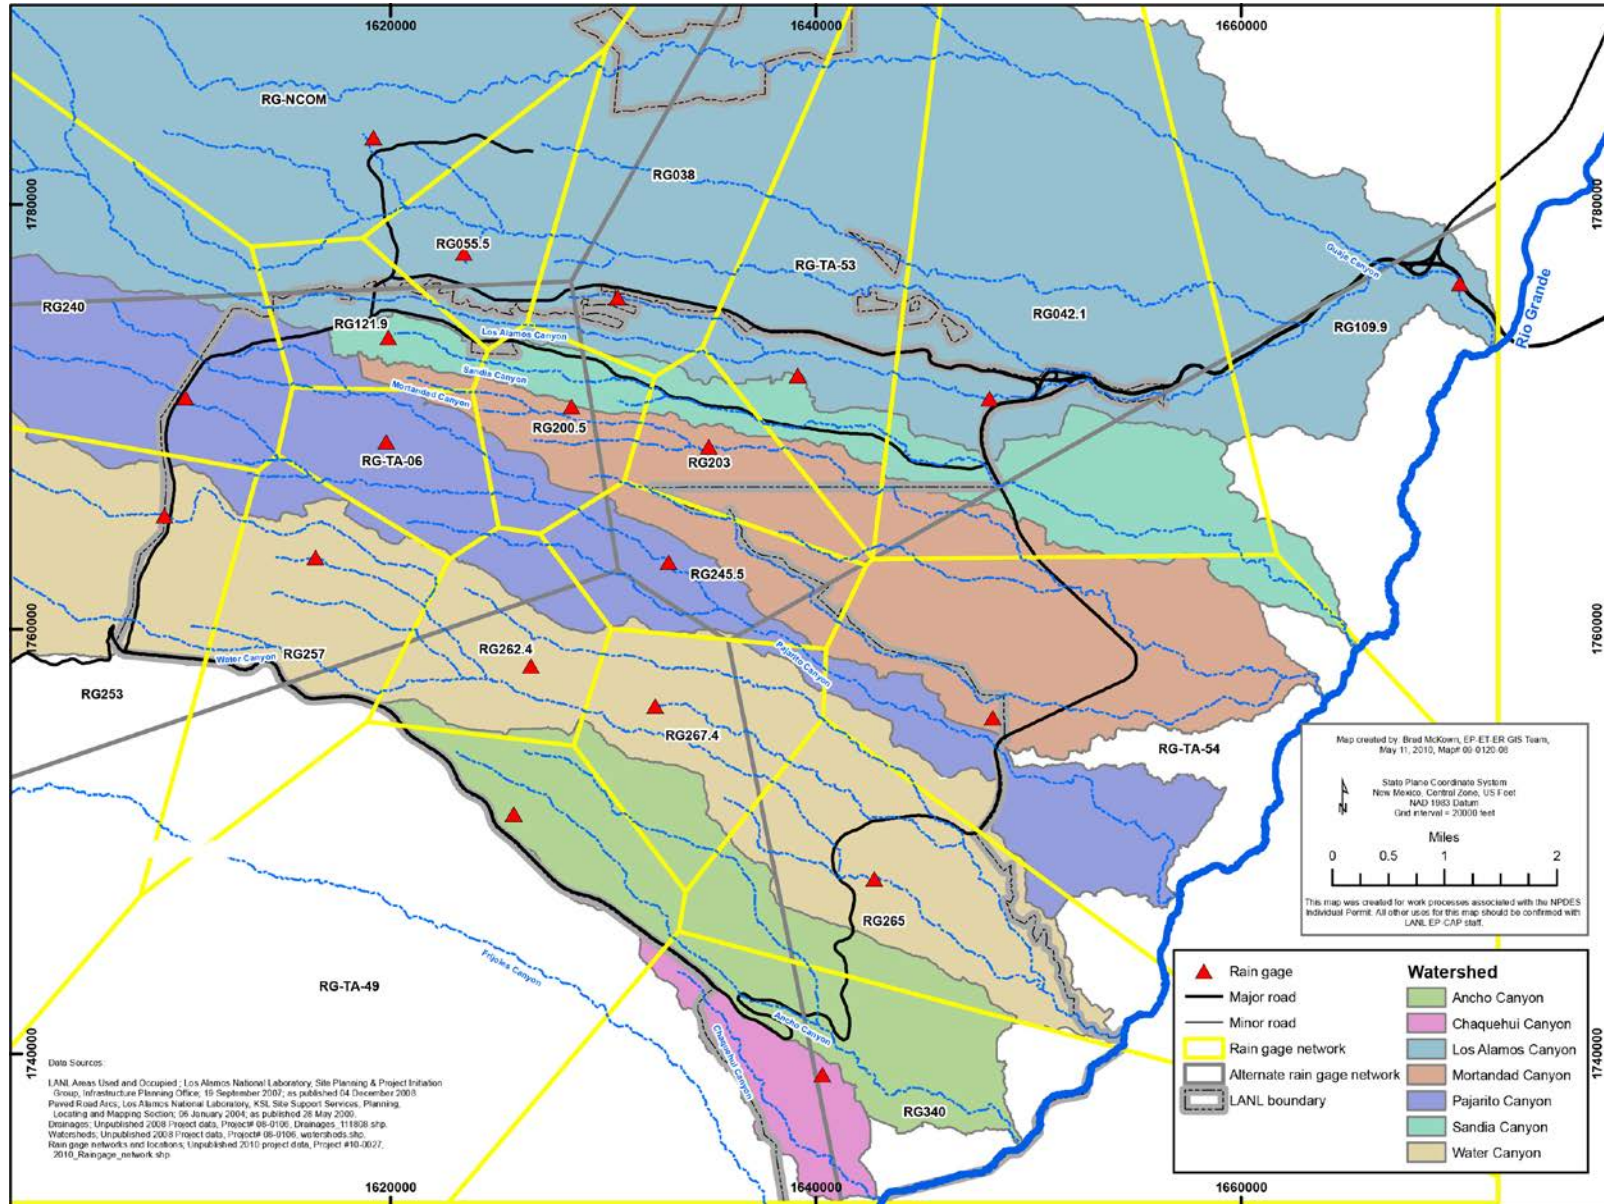 1620000
1640000
1660000
RG-NCOM
RG038
1780000
1780000
RG055.5
RG-TA-53
Guaje Canyon
RG240
RG121.9
RG042.1
RG109.9
Rio Grande
Los Alamos Canyon
Sandia Canyon
Mortandad Canyon
RG200.5
RG-TA-06
RG203
RG245.5
1760000
1760000
RG262.4
RG257
Water Canyon
Pajarito Canyon
RG253
RG267.4
RG-TA-54
Map created by: Brad McKown, EP-ET-ER GIS Team,
May 11, 2010, Map# 09-0120-08
State Plane Coordinate System
New Mexico, Central Zone, US Feet
NAD 1983 Datum
Grid interval = 20000 feet
N
Miles
0 0.5 1 2
This map was created for work processes associated with the NPDES
Individual Permit. All other uses for this map should be confirmed with
LANL EP-CAP staff.
RG265
Frijoles Canyon
RG-TA-49
Ancho Canyon
Chaquehui Canyon
1740000
1740000
RG340
Rain gage
Major road
Minor road
Rain gage network
Alternate rain gage network
LANL boundary
Watershed
Ancho Canyon
Chaquehui Canyon
Los Alamos Canyon
Mortandad Canyon
Pajarito Canyon
Sandia Canyon
Water Canyon
Data Sources:
LANL Areas Used and Occupied; Los Alamos National Laboratory, Site Planning & Project Initiation
Group, Infrastructure Planning Office; 19 September 2007; as published 04 December 2008.
Paved Road Arcs; Los Alamos National Laboratory, KSL Site Support Services, Planning,
Locating and Mapping Section; 06 January 2004; as published 28 May 2009.
Drainages; Unpublished 2008 Project data, Project# 08-0106, Drainages_111808.shp.
Watersheds; Unpublished 2008 Project data, Project# 08-0106, watersheds.shp.
Rain gage networks and locations; Unpublished 2010 project data, Project #10-0027,
2010_Raingage_network.shp
1620000
1640000
1660000